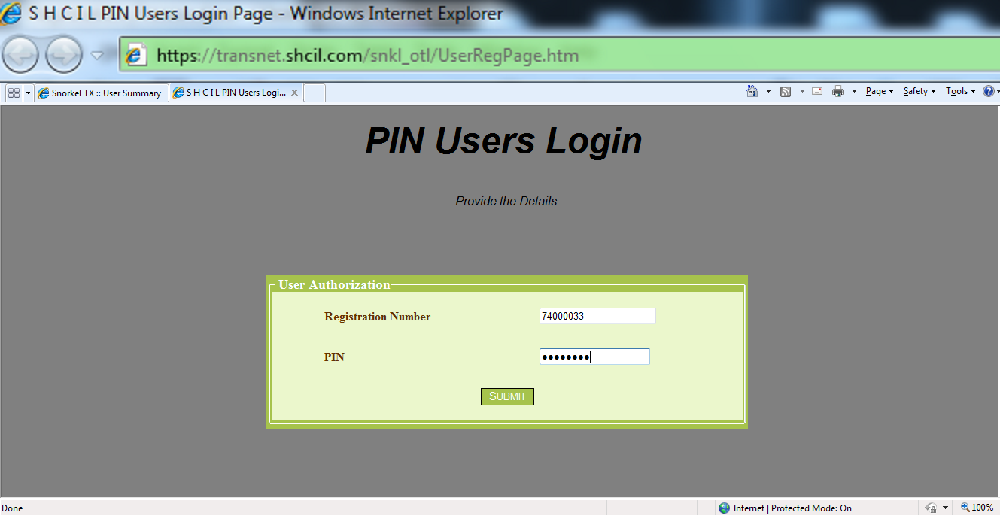 S H C I L PIN Users Login Page - Windows Internet Explorer
https://transnet.shcil.com/snkl_otl/UserRegPage.htm
Snorkel TX :: User Summary S H C I L PIN Users Logi... Page Safety Tools
PIN Users Login
Provide the Details
User Authorization
Registration Number 74000033
PIN ••••••••
SUBMIT
Done Internet | Protected Mode: On 100%